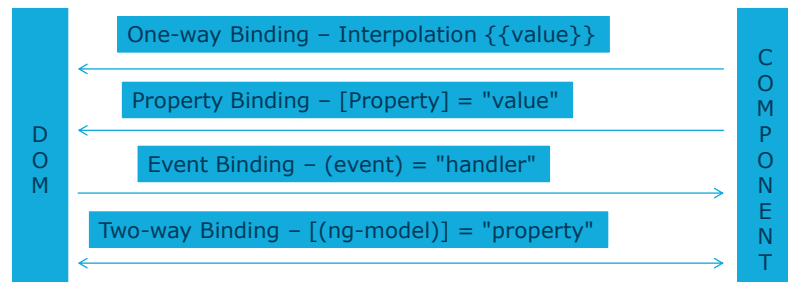 One-way Binding – Interpolation {{value}}
Property Binding – [Property] = "value"
Event Binding – (event) = "handler"
Two-way Binding – [(ng-model)] = "property"
D
O
M
C
O
M
P
O
N
E
N
T